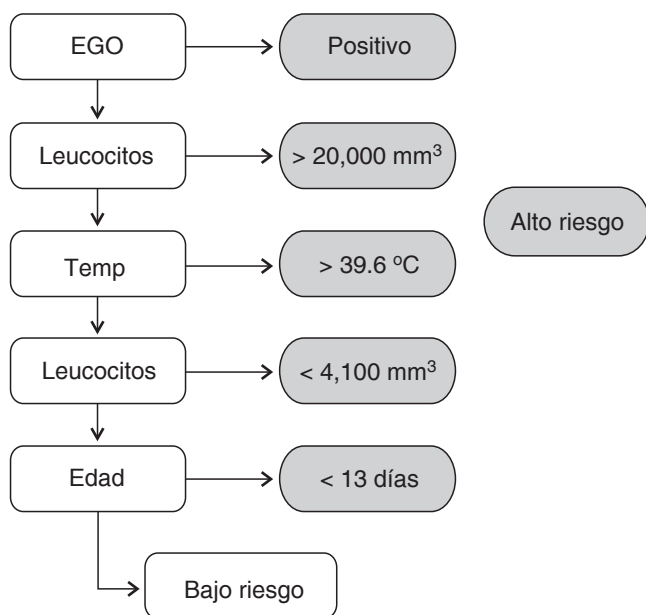 EGO
Positivo
Leucocitos
> 20,000 mm³
Alto riesgo
Temp
> 39.6 ºC
Leucocitos
< 4,100 mm³
Edad
< 13 días
Bajo riesgo